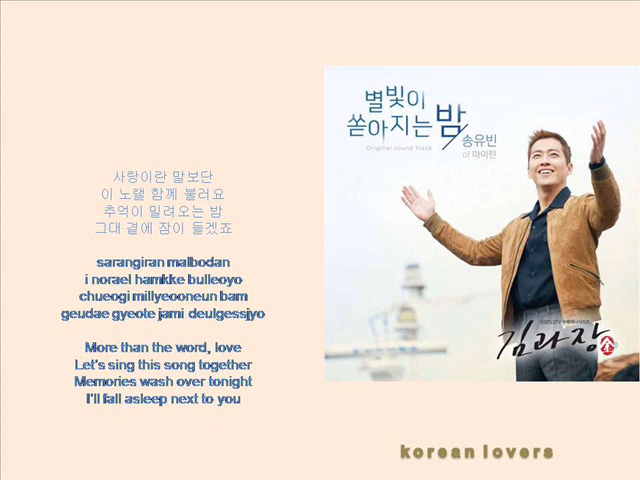 사랑이란 말보단
이 노랠 함께 불러요
추억이 밀려오는 밤
그대 곁에 잠이 들겠죠
sarangiran malbodan
i norael hamkke bulleoyo
chueogi millyeooneun bam
geudae gyeote jami deulgessjyo
More than the word, love
Let's sing this song together
Memories wash over tonight
I'll fall asleep next to you
별빛이
쏟아지는 밤
Original sound track
송유빈
of 마이틴
김과장
korean lovers